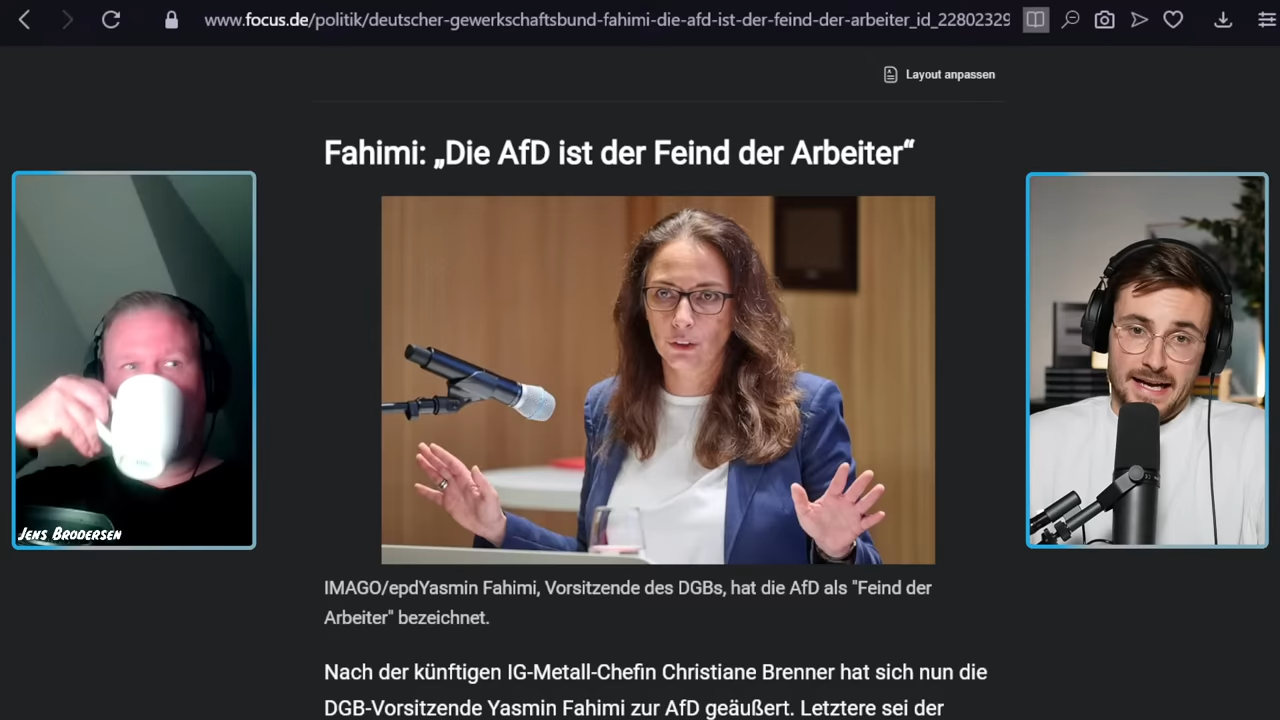 www.focus.de/politik/deutscher-gewerkschaftsbund-fahimi-die-afd-ist-der-feind-der-arbeiter_id_22802329
Layout anpassen
Fahimi: „Die AfD ist der Feind der Arbeiter“
Jens Brodersen
IMAGO/epdYasmin Fahimi, Vorsitzende des DGBs, hat die AfD als "Feind der
Arbeiter" bezeichnet.
Nach der künftigen IG-Metall-Chefin Christiane Brenner hat sich nun die
DGB-Vorsitzende Yasmin Fahimi zur AfD geäußert. Letztere sei der